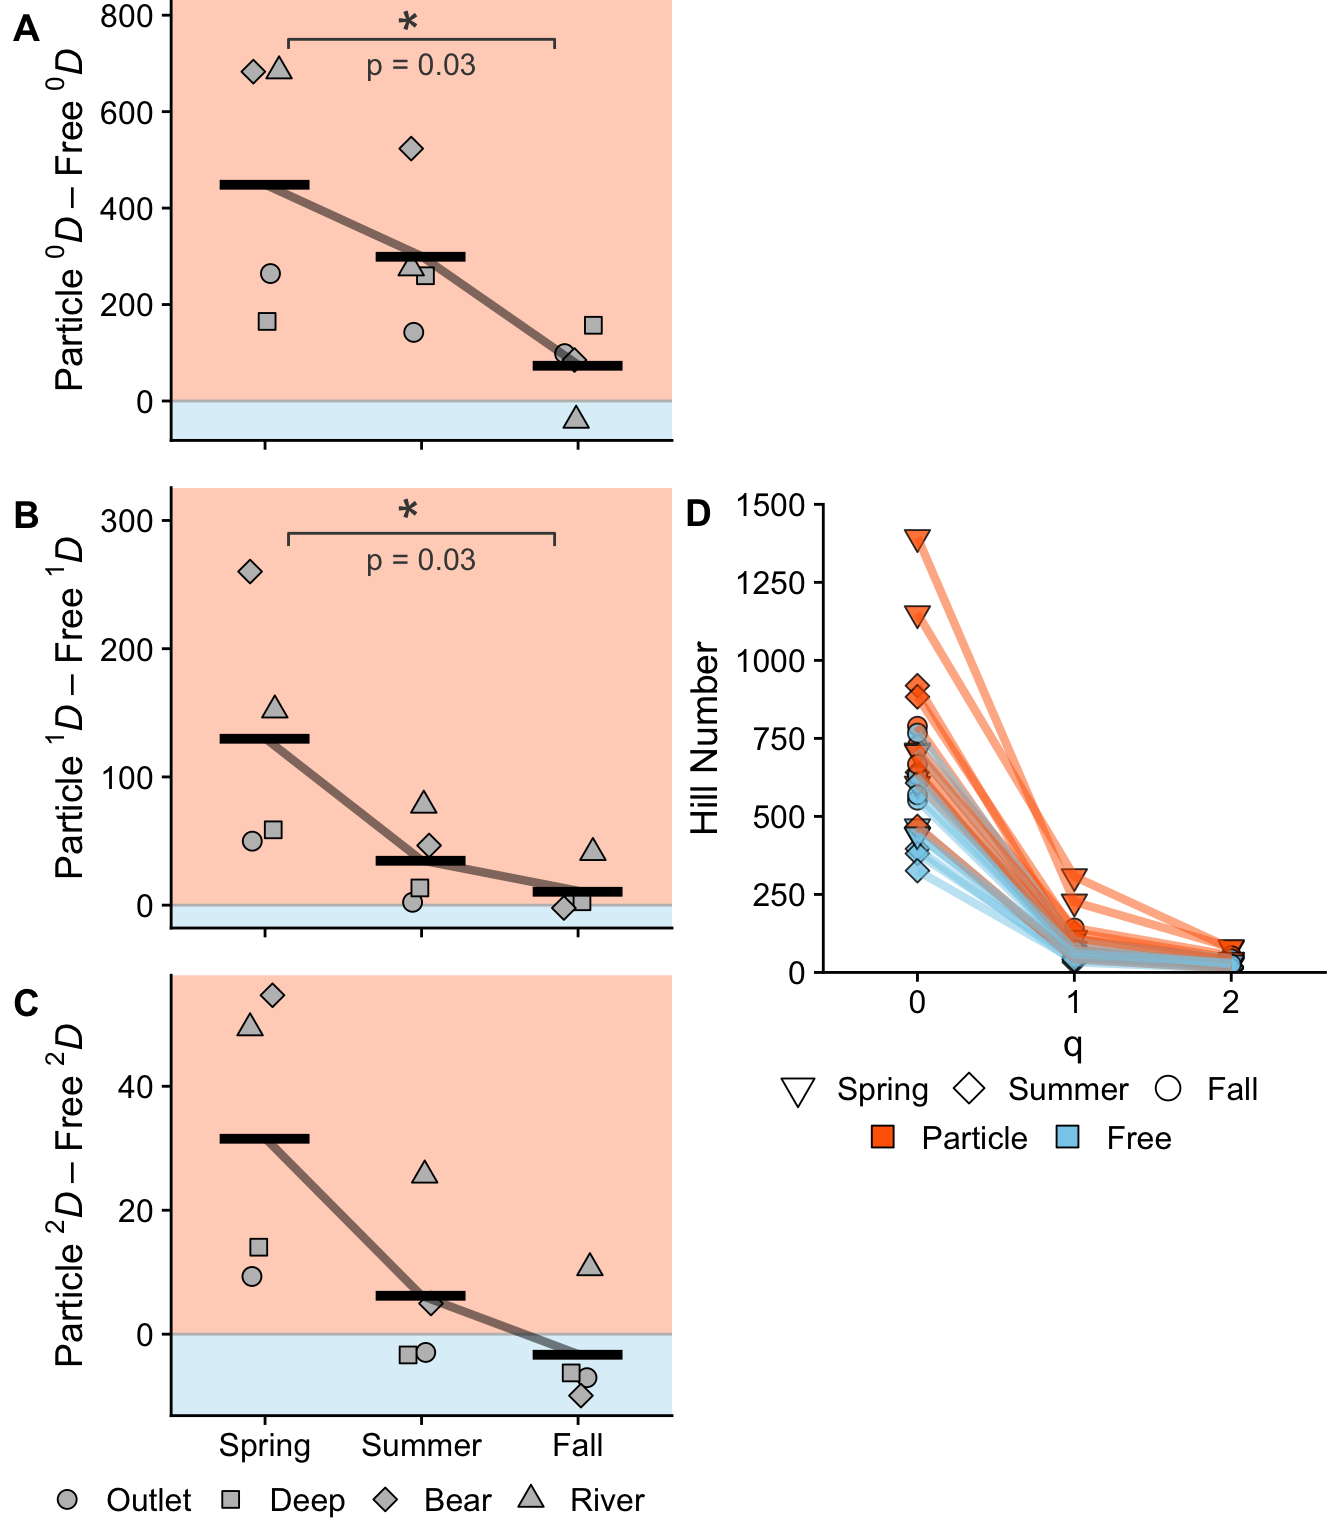 A
Particle ⁰D – Free ⁰D
800
600
400
200
0
*
p = 0.03
B
Particle ¹D – Free ¹D
300
200
100
0
*
p = 0.03
C
Particle ²D – Free ²D
40
20
0
Spring Summer Fall
Outlet Deep Bear River
D
Hill Number
1500
1250
1000
750
500
250
0
0 1 2
q
Spring Summer Fall
Particle Free